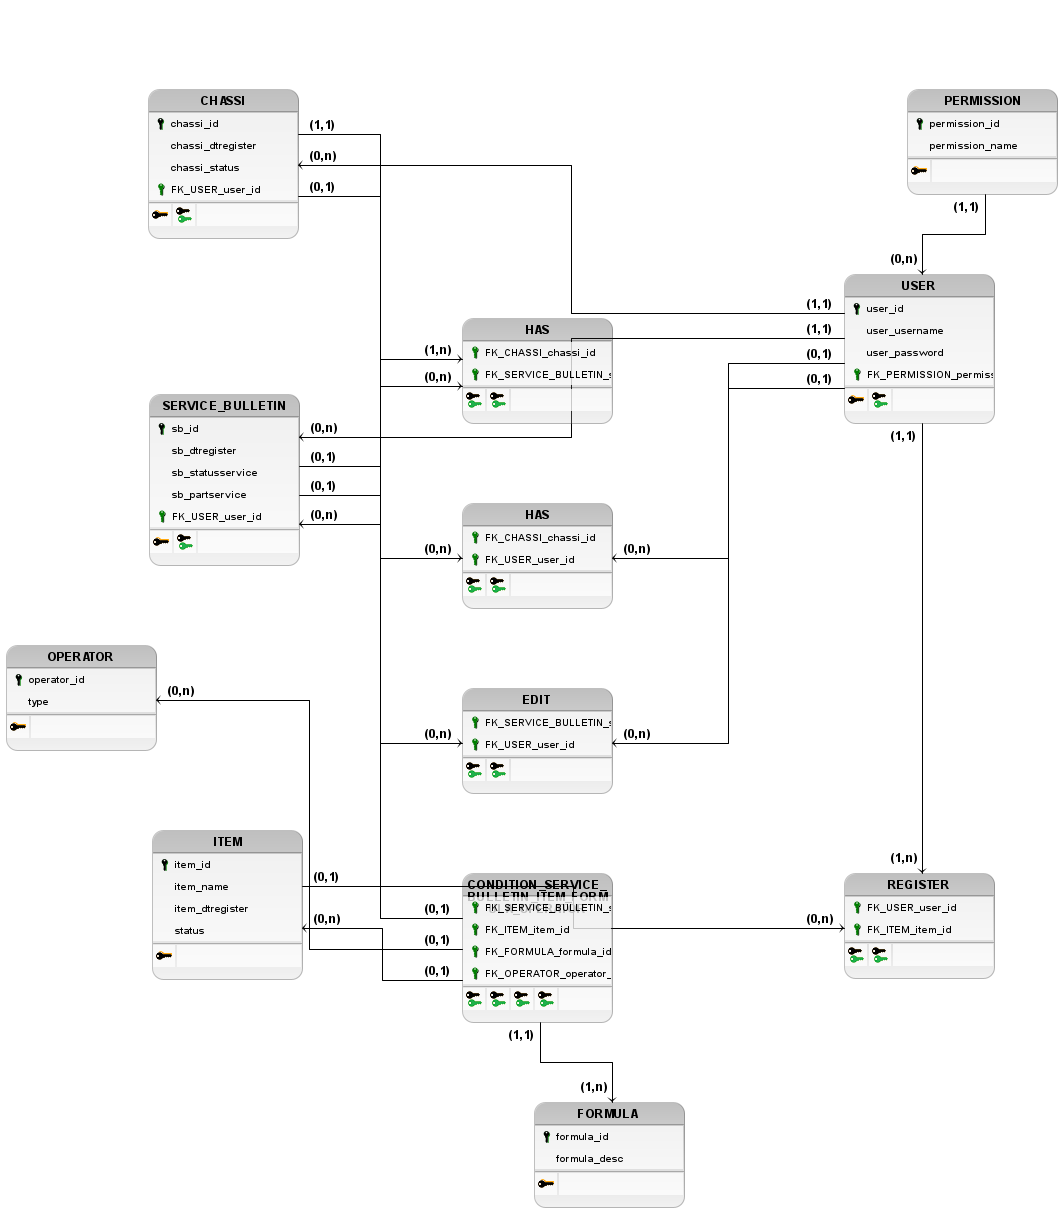 CHASSI
chassi_id
chassi_dtregister
chassi_status
FK_USER_user_id
(1,1)
(0,n)
(0,1)
PERMISSION
permission_id
permission_name
(1,1)
(0,n)
USER
user_id
user_username
user_password
FK_PERMISSION_permiss
(1,1)
(1,1)
(0,1)
(0,1)
(1,1)
HAS
FK_CHASSI_chassi_id
FK_SERVICE_BULLETIN_s
(1,n)
(0,n)
SERVICE_BULLETIN
sb_id
sb_dtregister
sb_statusservice
sb_partservice
FK_USER_user_id
(0,n)
(0,1)
(0,1)
(0,n)
HAS
FK_CHASSI_chassi_id
FK_USER_user_id
(0,n)
(0,n)
OPERATOR
operator_id
type
(0,n)
EDIT
FK_SERVICE_BULLETIN_s
FK_USER_user_id
(0,n)
(0,n)
ITEM
item_id
item_name
item_dtregister
status
(0,1)
(0,n)
CONDITION_SERVICE_
BULLETIN_ITEM_FORM
FK_SERVICE_BULLETIN_s
FK_ITEM_item_id
FK_FORMULA_formula_id
FK_OPERATOR_operator_
(0,1)
(0,1)
(0,1)
(1,1)
(1,n)
REGISTER
FK_USER_user_id
FK_ITEM_item_id
(0,n)
(1,n)
FORMULA
formula_id
formula_desc